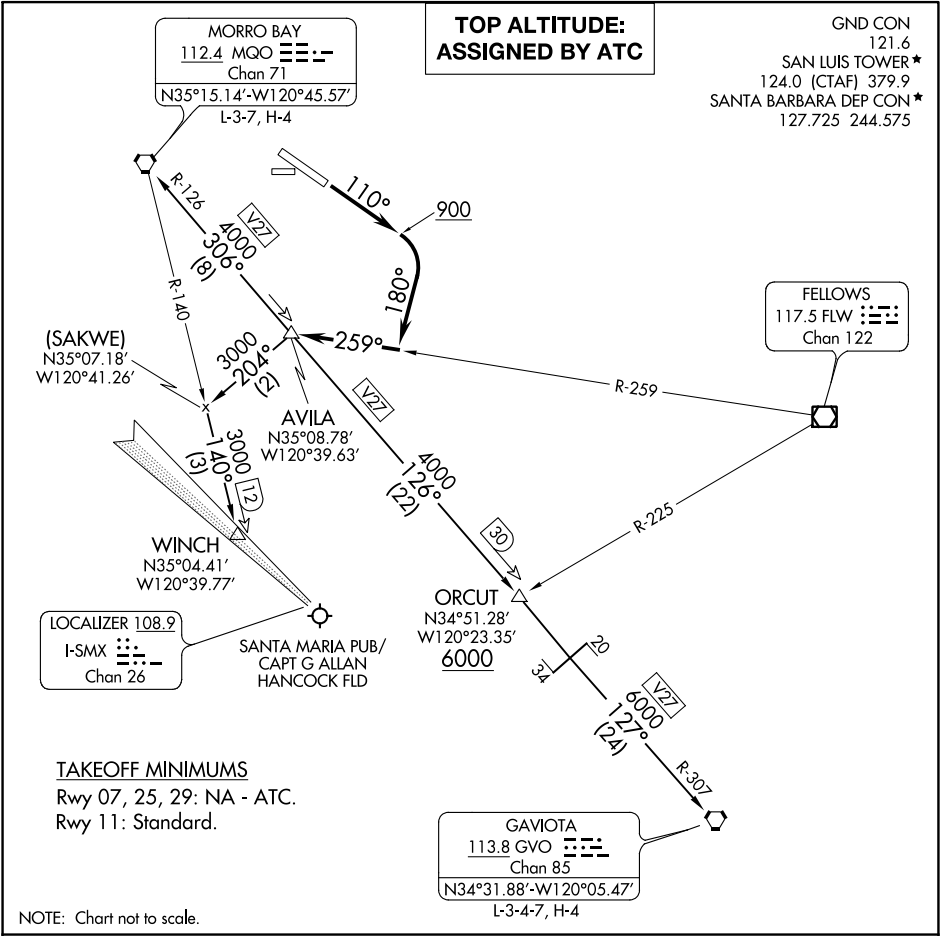 MORRO BAY
112.4 MQO
Chan 71
N35°15.14′-W120°45.57′
L-3-7, H-4
TOP ALTITUDE:
ASSIGNED BY ATC
GND CON
121.6
SAN LUIS TOWER★
124.0 (CTAF) 379.9
SANTA BARBARA DEP CON★
127.725 244.575
R-126
V27
4000
306°
(8)
110°
900
180°
R-140
FELLOWS
117.5 FLW
Chan 122
(SAKWE)
N35°07.18′
W120°41.26′
3000
204°
(2)
259°
R-259
AVILA
N35°08.78′
W120°39.63′
V27
4000
126°
(22)
3000
140°
(3)
12
R-225
WINCH
N35°04.41′
W120°39.77′
30
ORCUT
N34°51.28′
W120°23.35′
6000
LOCALIZER 108.9
I-SMX
Chan 26
SANTA MARIA PUB/
CAPT G ALLAN
HANCOCK FLD
20
34
V27
6000
127°
(24)
R-307
TAKEOFF MINIMUMS
Rwy 07, 25, 29: NA - ATC.
Rwy 11: Standard.
GAVIOTA
113.8 GVO
Chan 85
N34°31.88′-W120°05.47′
L-3-4-7, H-4
NOTE: Chart not to scale.